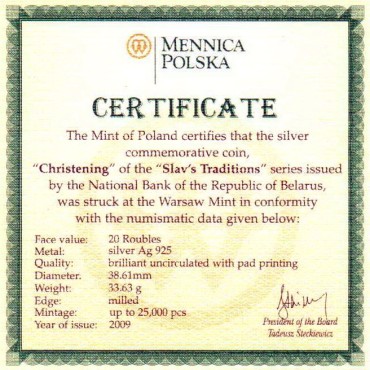 MENNICA
POLSKA
CERTIFICATE
The Mint of Poland certifies that the silver
commemorative coin,
“Christening” of the “Slav's Traditions” series issued
by the National Bank of the Republic of Belarus,
was struck at the Warsaw Mint in conformity
with the numismatic data given below:
Face value: 20 Roubles
Metal: silver Ag 925
Quality: brilliant uncirculated with pad printing
Diameter: 38.61mm
Weight: 33.63 g
Edge: milled
Mintage: up to 25,000 pcs
Year of issue: 2009
President of the Board
Tadeusz Steckiewicz